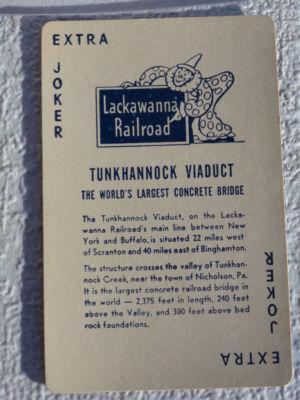 EXTRA
JOKER
Lackawanna
Railroad
TUNKHANNOCK VIADUCT
THE WORLD'S LARGEST CONCRETE BRIDGE
The Tunkhannock Viaduct, on the Lacka-
wanna Railroad's main line between New
York and Buffalo, is situated 22 miles west
of Scranton and 40 miles east of Binghamton.
The structure crosses the valley of Tunkhan-
nock Creek, near the town of Nicholson, Pa.
It is the largest concrete railroad bridge in
the world — 2,375 feet in length, 240 feet
above the Valley, and 300 feet above bed
rock foundations.
JOKER
EXTRA